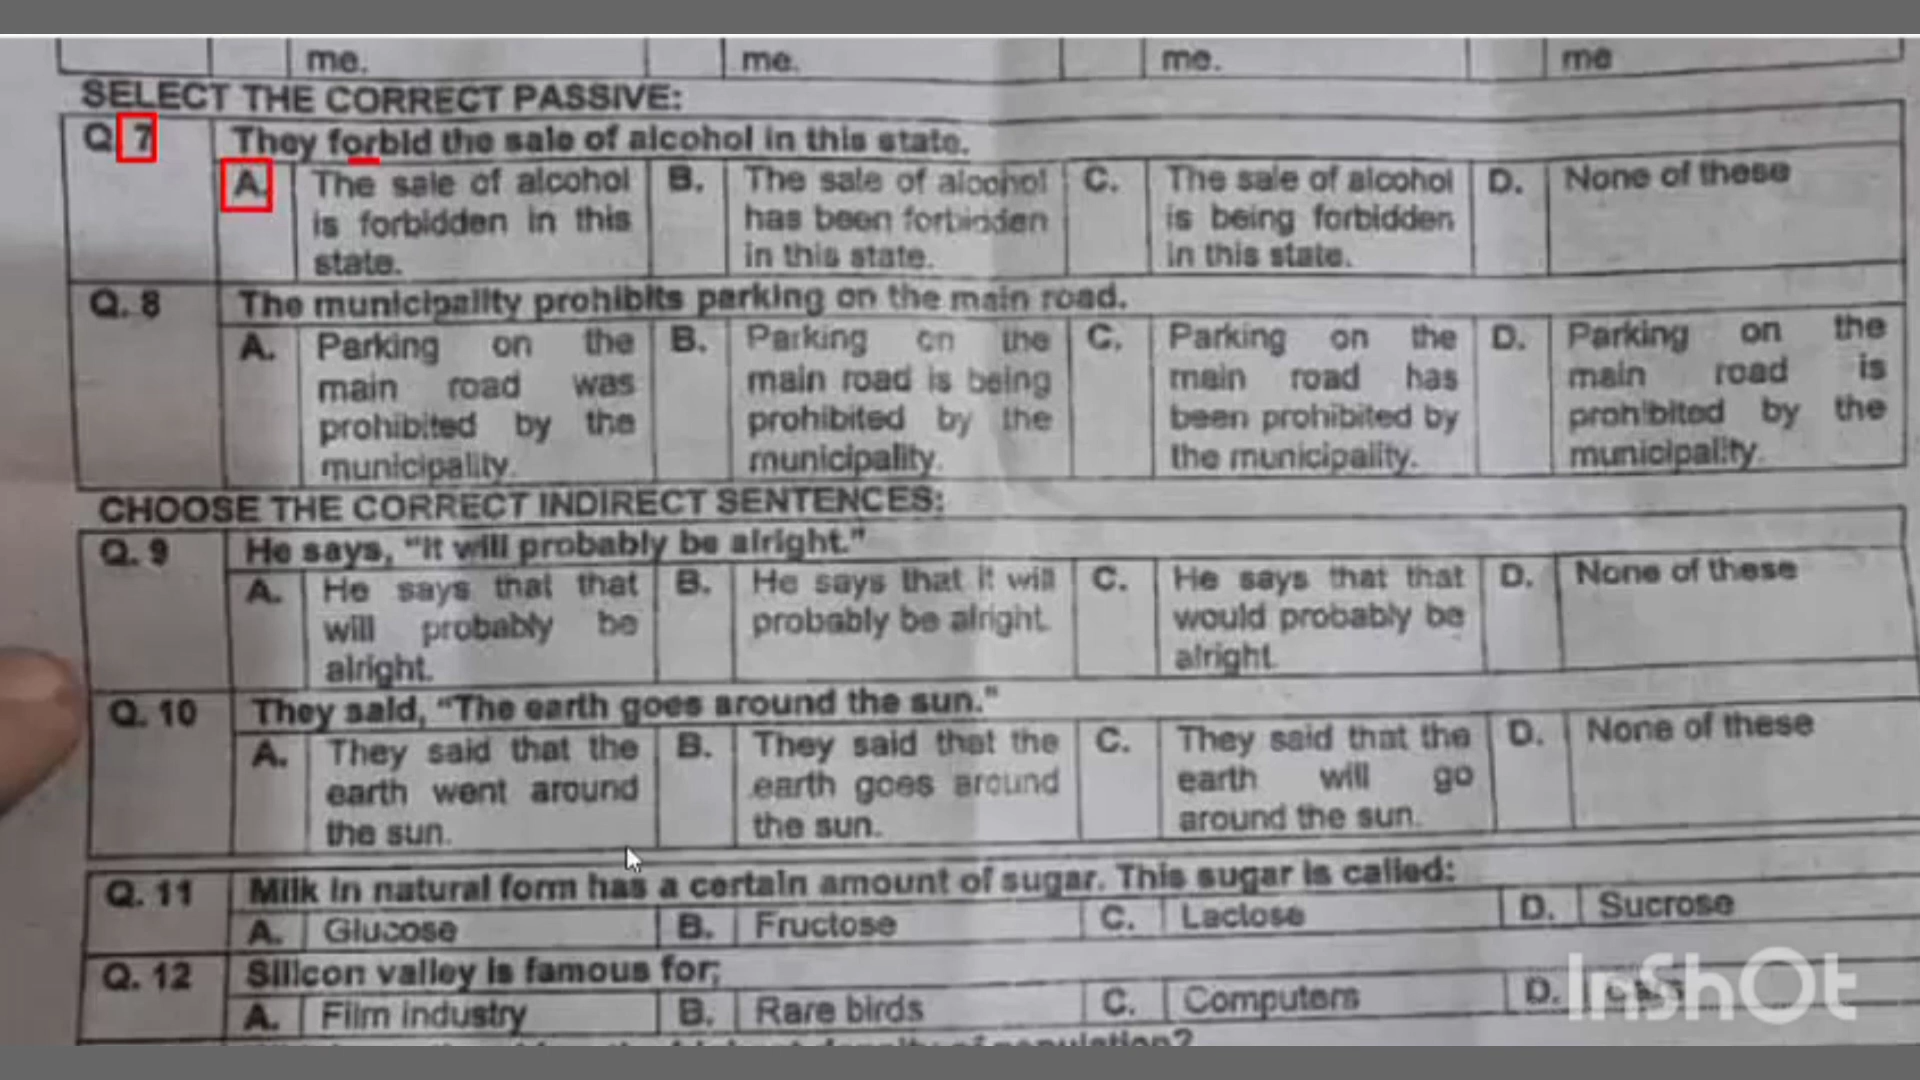 me. me. me. me
SELECT THE CORRECT PASSIVE:
Q. 7 They forbid the sale of alcohol in this state.
A. The sale of alcohol is forbidden in this state.
B. The sale of alcohol has been forbidden in this state.
C. The sale of alcohol is being forbidden in this state.
D. None of these
Q. 8 The municipality prohibits parking on the main road.
A. Parking on the main road was prohibited by the municipality.
B. Parking on the main road is being prohibited by the municipality.
C. Parking on the main road has been prohibited by the municipality.
D. Parking on the main road is prohibited by the municipality.
CHOOSE THE CORRECT INDIRECT SENTENCES:
Q. 9 He says, "It will probably be alright."
A. He says that that will probably be alright.
B. He says that it will probably be alright.
C. He says that that would probably be alright.
D. None of these
Q. 10 They said, "The earth goes around the sun."
A. They said that the earth went around the sun.
B. They said that the earth goes around the sun.
C. They said that the earth will go around the sun.
D. None of these
Q. 11 Milk in natural form has a certain amount of sugar. This sugar is called:
A. Glucose B. Fructose C. Lactose D. Sucrose
Q. 12 Silicon valley is famous for;
A. Film industry B. Rare birds C. Computers D.
density of population?
InShOt